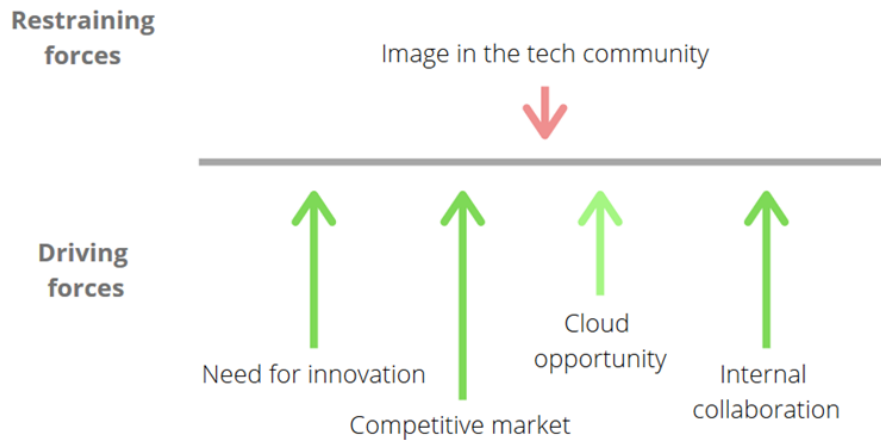 Restraining
forces
Image in the tech community
Driving
forces
Need for innovation
Competitive market
Cloud
opportunity
Internal
collaboration